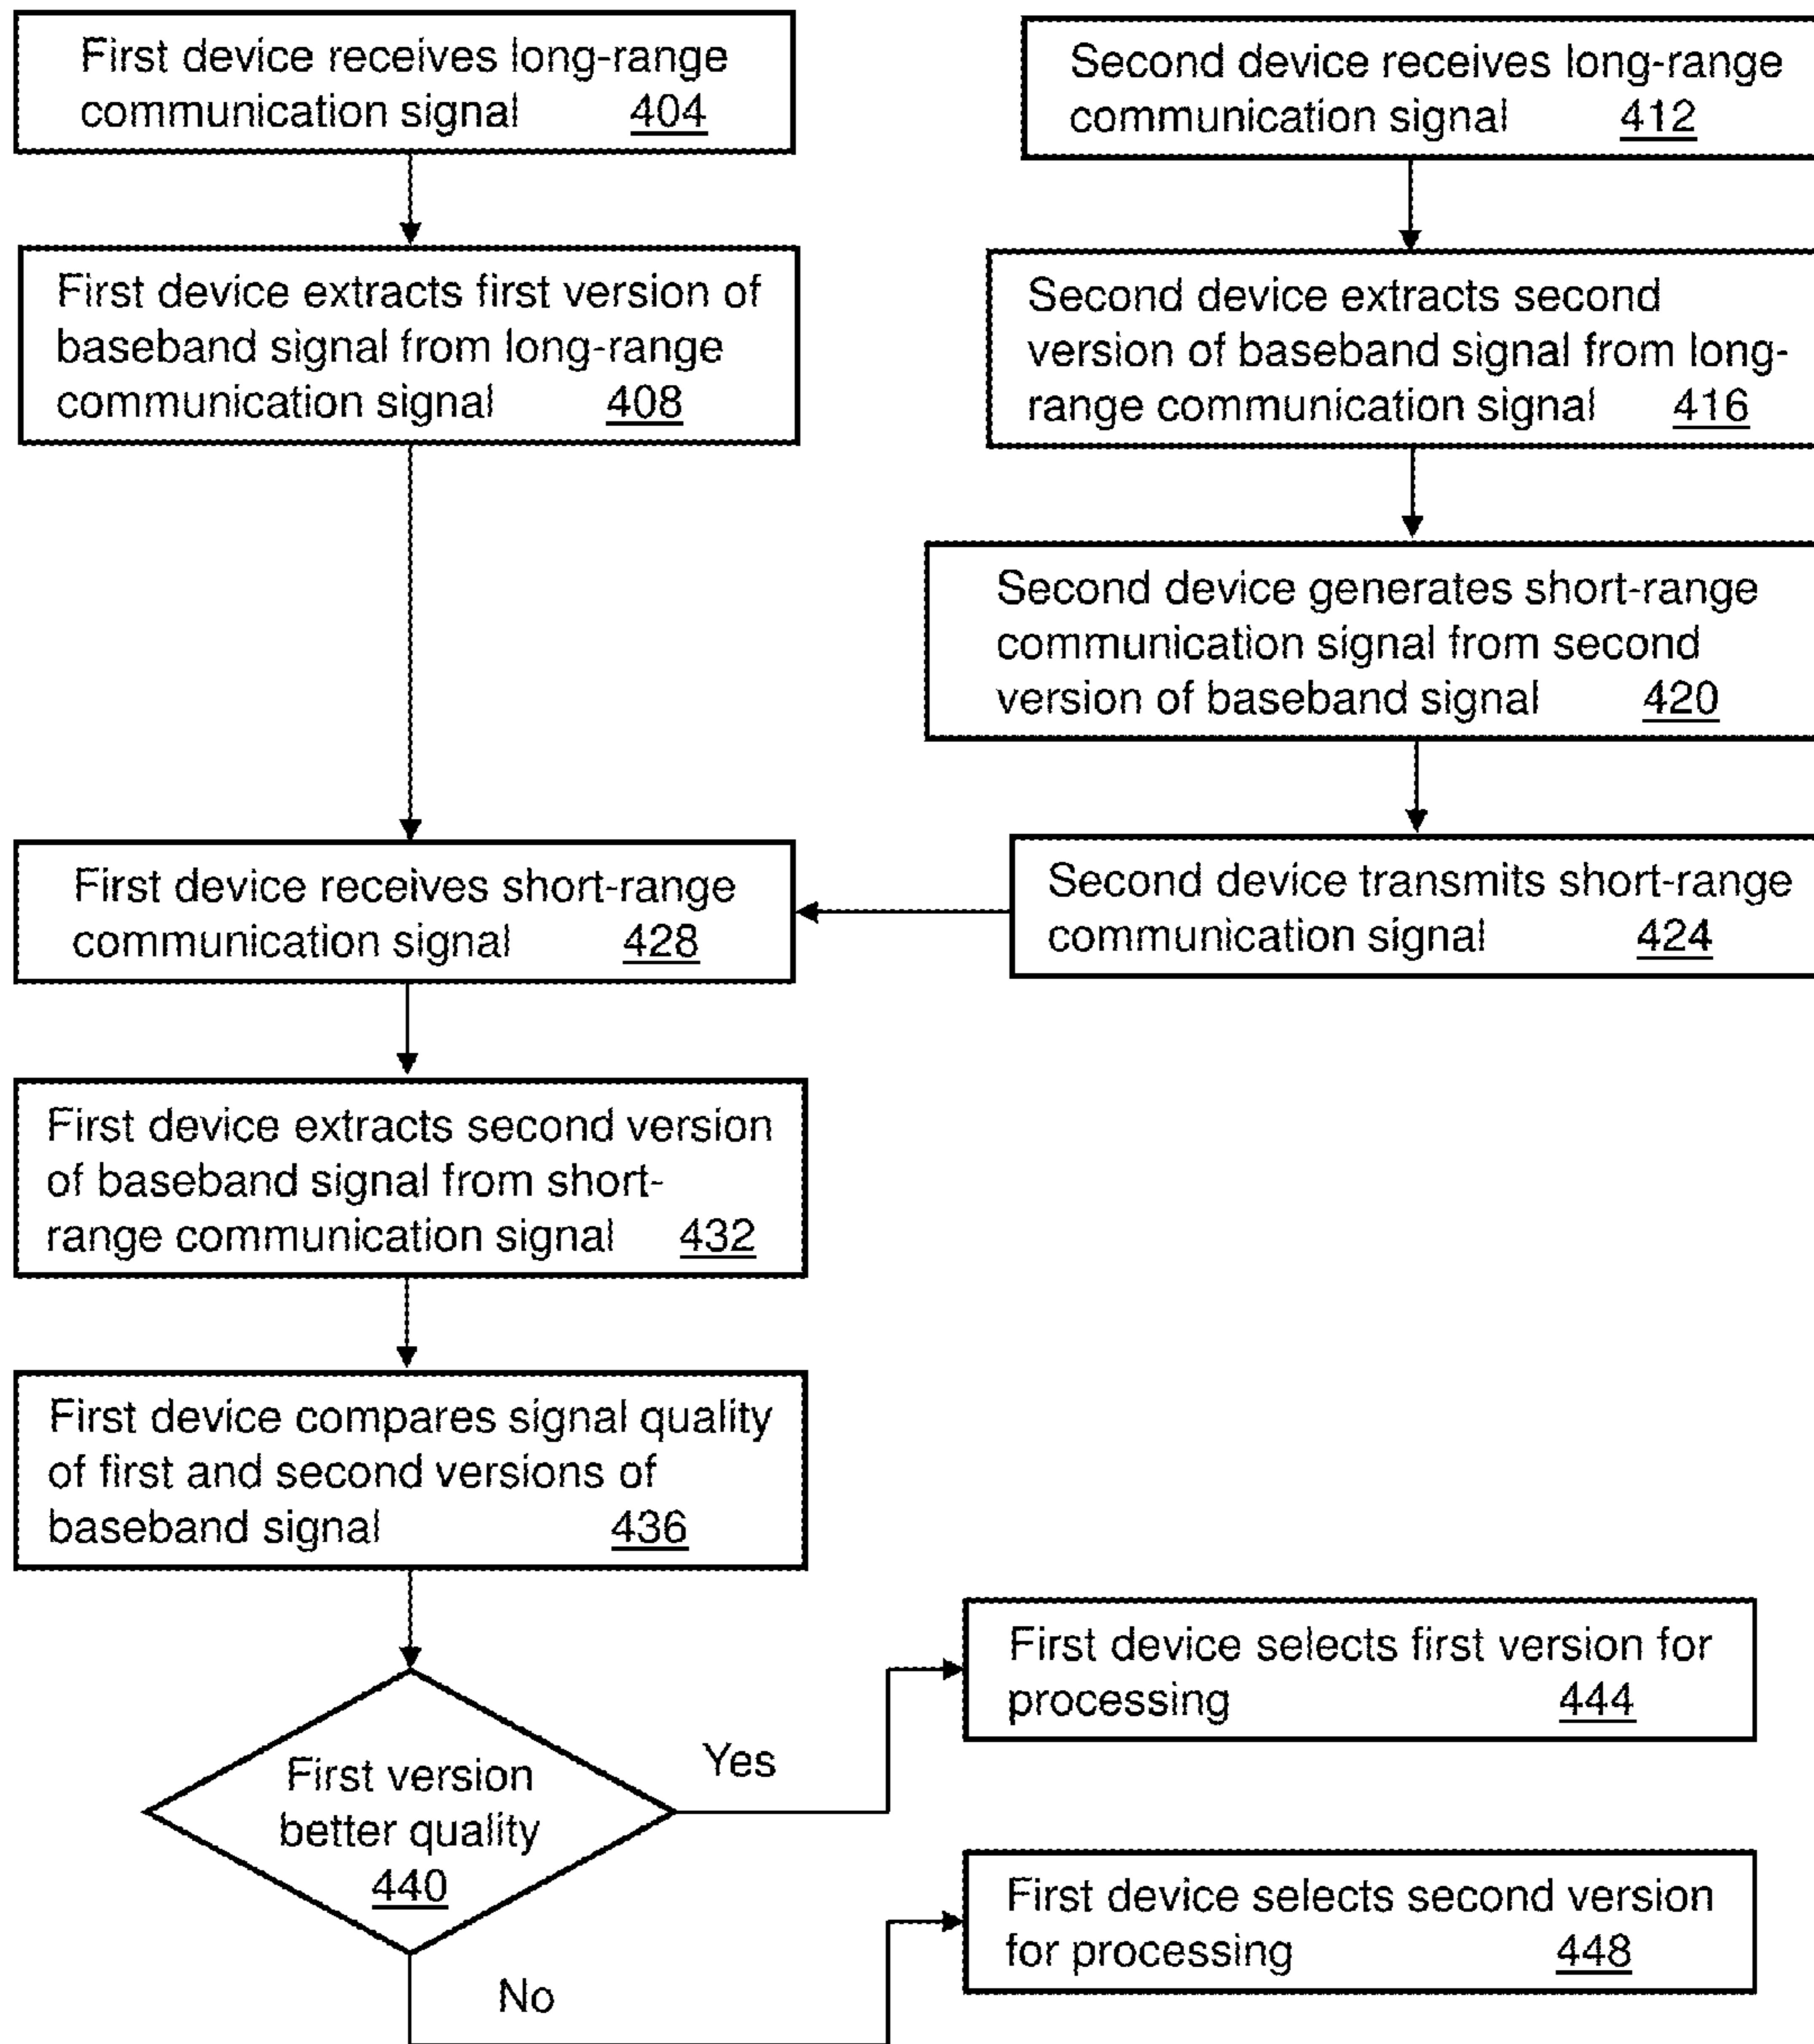 First device receives long-range
communication signal 404
Second device receives long-range
communication signal 412
First device extracts first version of
baseband signal from long-range
communication signal 408
Second device extracts second
version of baseband signal from long-
range communication signal 416
Second device generates short-range
communication signal from second
version of baseband signal 420
First device receives short-range
communication signal 428
Second device transmits short-range
communication signal 424
First device extracts second version
of baseband signal from short-
range communication signal 432
First device compares signal quality
of first and second versions of
baseband signal 436
First version
better quality
440
Yes
First device selects first version for
processing 444
No
First device selects second version
for processing 448